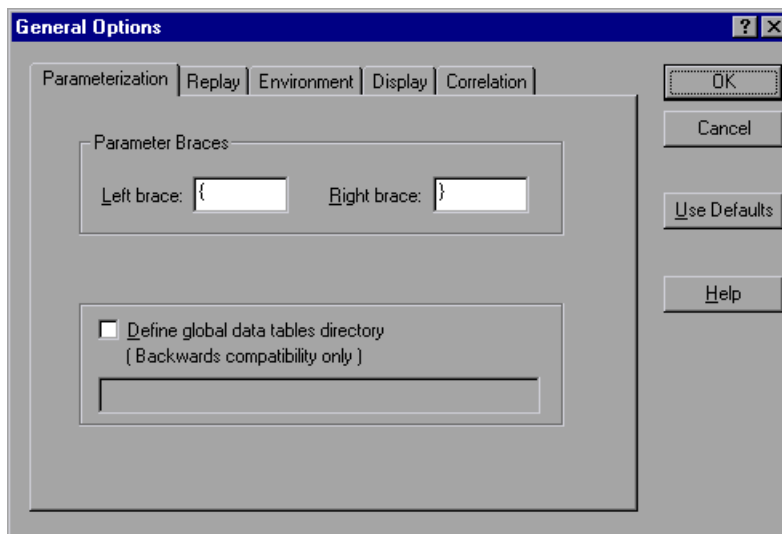 General Options
Parameterization Replay Environment Display Correlation
OK
Cancel
Use Defaults
Help
Parameter Braces
Left brace: { Right brace: }
Define global data tables directory
( Backwards compatibility only )